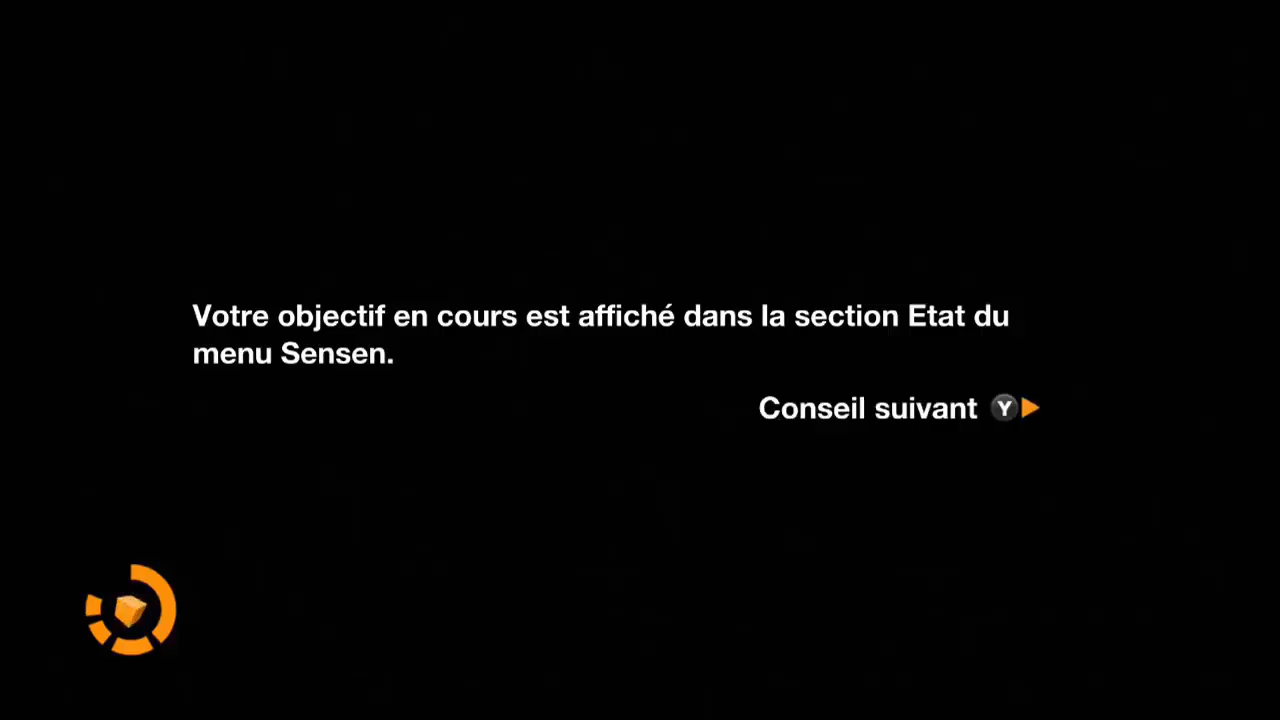 Votre objectif en cours est affiché dans la section Etat du
menu Sensen.
Conseil suivant Y